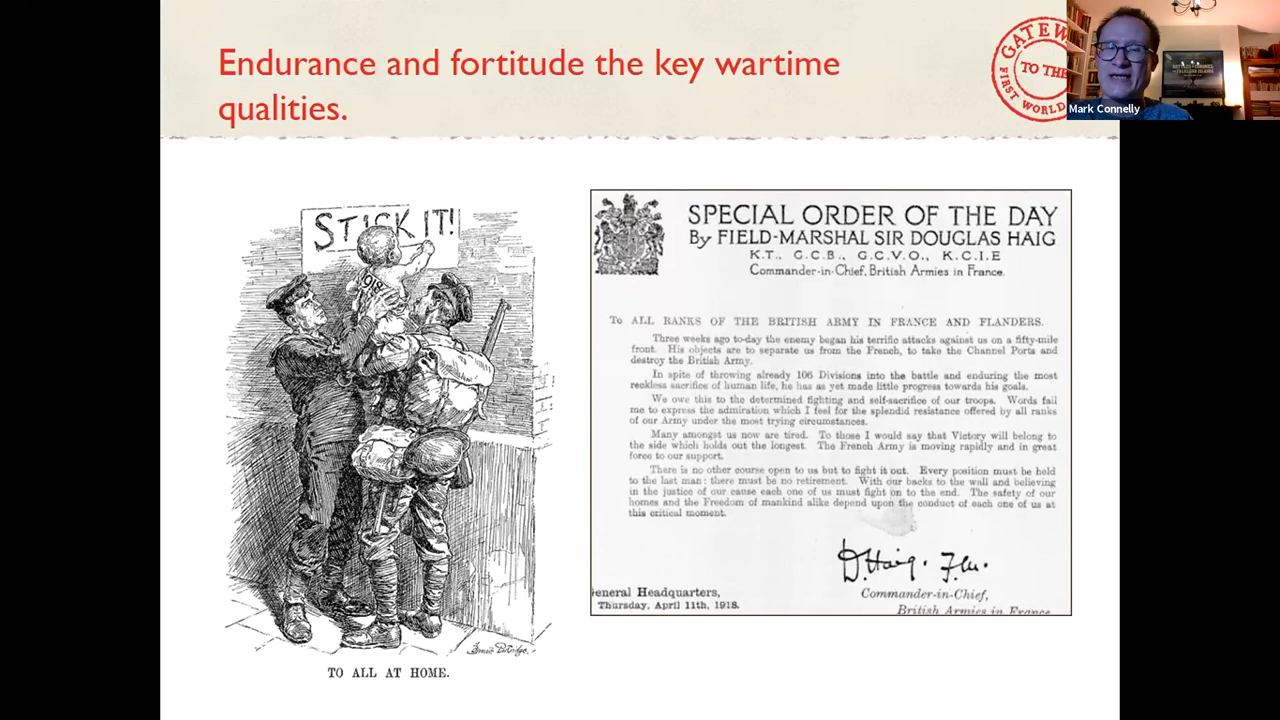 Endurance and fortitude the key wartime
qualities.
GATEW
TO THE
FIRST WORLD
Mark Connelly
STICK IT!
1918
TO ALL AT HOME.
SPECIAL ORDER OF THE DAY
By FIELD-MARSHAL SIR DOUGLAS HAIG
K.T., G.C.B., G.C.V.O., K.C.I.E
Commander-in-Chief, British Armies in France.
To ALL RANKS OF THE BRITISH ARMY IN FRANCE AND FLANDERS.
Three weeks ago to-day the enemy began his terrific attacks against us on a fifty-mile
front. His objects are to separate us from the French, to take the Channel Ports and
destroy the British Army.
In spite of throwing already 106 Divisions into the battle and enduring the most
reckless sacrifice of human life, he has as yet made little progress towards his goals.
We owe this to the determined fighting and self-sacrifice of our troops. Words fail
me to express the admiration which I feel for the splendid resistance offered by all ranks
of our Army under the most trying circumstances.
Many amongst us now are tired. To those I would say that Victory will belong to
the side which holds out the longest. The French Army is moving rapidly and in great
force to our support.
There is no other course open to us but to fight it out. Every position must be held
to the last man: there must be no retirement. With our backs to the wall and believing
in the justice of our cause each one of us must fight on to the end. The safety of our
homes and the Freedom of mankind alike depend upon the conduct of each one of us at
this critical moment.
D. Haig. F.M.
General Headquarters,
Thursday, April 11th, 1918.
Commander-in-Chief,
British Armies in France